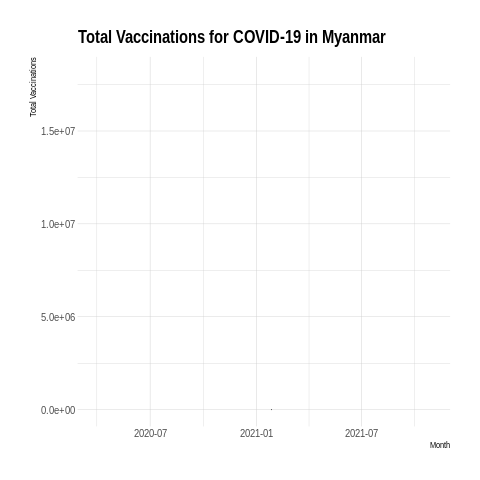 Total Vaccinations for COVID-19 in Myanmar
Total Vaccinations
1.5e+07
1.0e+07
5.0e+06
0.0e+00
2020-07
2021-01
2021-07
Month